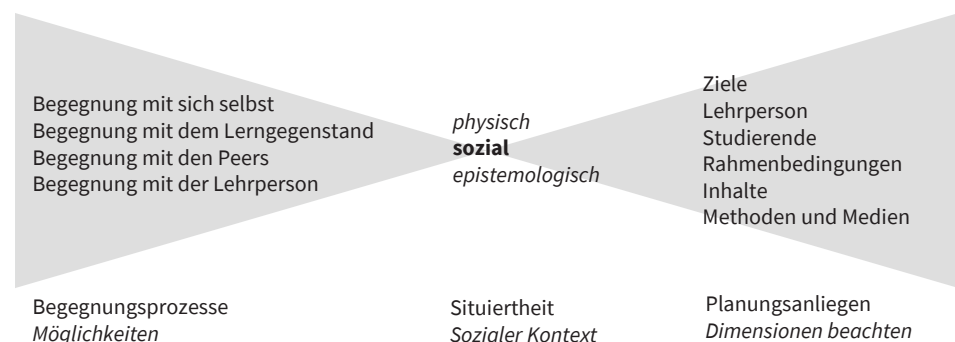 Begegnung mit sich selbst
Begegnung mit dem Lerngegenstand
Begegnung mit den Peers
Begegnung mit der Lehrperson
physisch
sozial
epistemologisch
Ziele
Lehrperson
Studierende
Rahmenbedingungen
Inhalte
Methoden und Medien
Begegnungsprozesse
Möglichkeiten
Situiertheit
Sozialer Kontext
Planungsanliegen
Dimensionen beachten